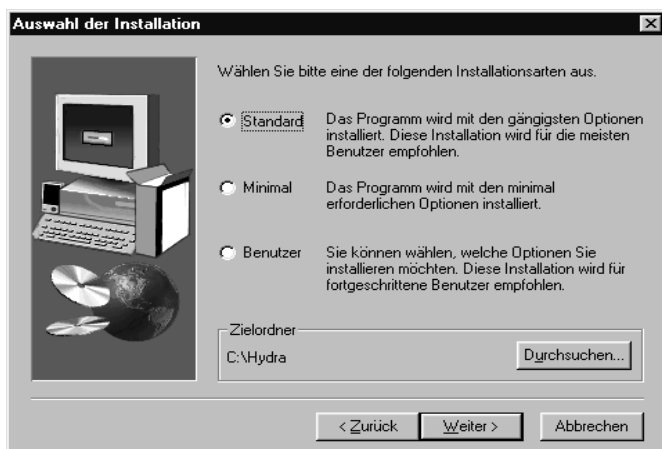 Auswahl der Installation
Wählen Sie bitte eine der folgenden Installationsarten aus.
Standard
Das Programm wird mit den gängigsten Optionen
installiert. Diese Installation wird für die meisten
Benutzer empfohlen.
Minimal
Das Programm wird mit den minimal
erforderlichen Optionen installiert.
Benutzer
Sie können wählen, welche Optionen Sie
installieren möchten. Diese Installation wird für
fortgeschrittene Benutzer empfohlen.
Zielordner
C:\Hydra
Durchsuchen...
< Zurück
Weiter >
Abbrechen